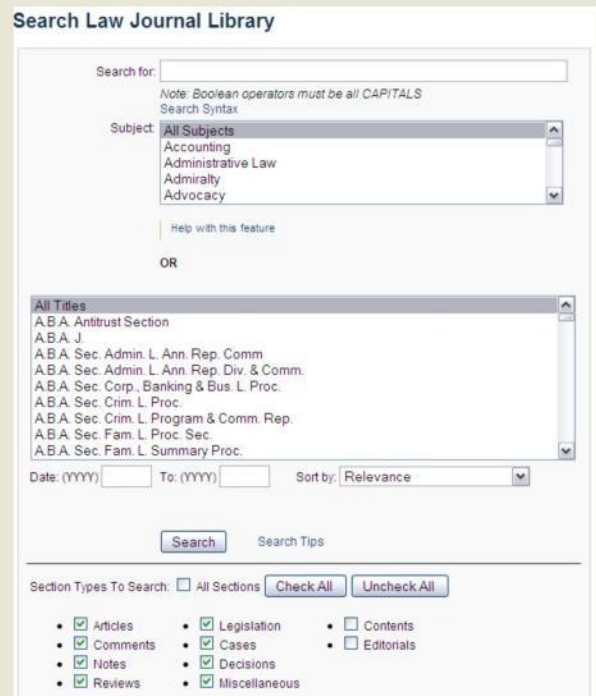 Search Law Journal Library
Search for:
Note: Boolean operators must be all CAPITALS
Search Syntax
Subject: All Subjects
Accounting
Administrative Law
Admiralty
Advocacy
Help with this feature
OR
All Titles
A.B.A. Antitrust Section
A.B.A. J.
A.B.A. Sec. Admin. L. Ann. Rep. Comm
A.B.A. Sec. Admin. L. Ann. Rep. Div. & Comm.
A.B.A. Sec. Corp., Banking & Bus. L. Proc.
A.B.A. Sec. Crim. L. Proc.
A.B.A. Sec. Crim. L. Program & Comm. Rep.
A.B.A. Sec. Fam. L. Proc. Sec.
A.B.A. Sec. Fam. L. Summary Proc.
Date: (YYYY) To: (YYYY) Sort by: Relevance
Search Search Tips
Section Types To Search: All Sections Check All Uncheck All
Articles Legislation Contents
Comments Cases Editorials
Notes Decisions
Reviews Miscellaneous